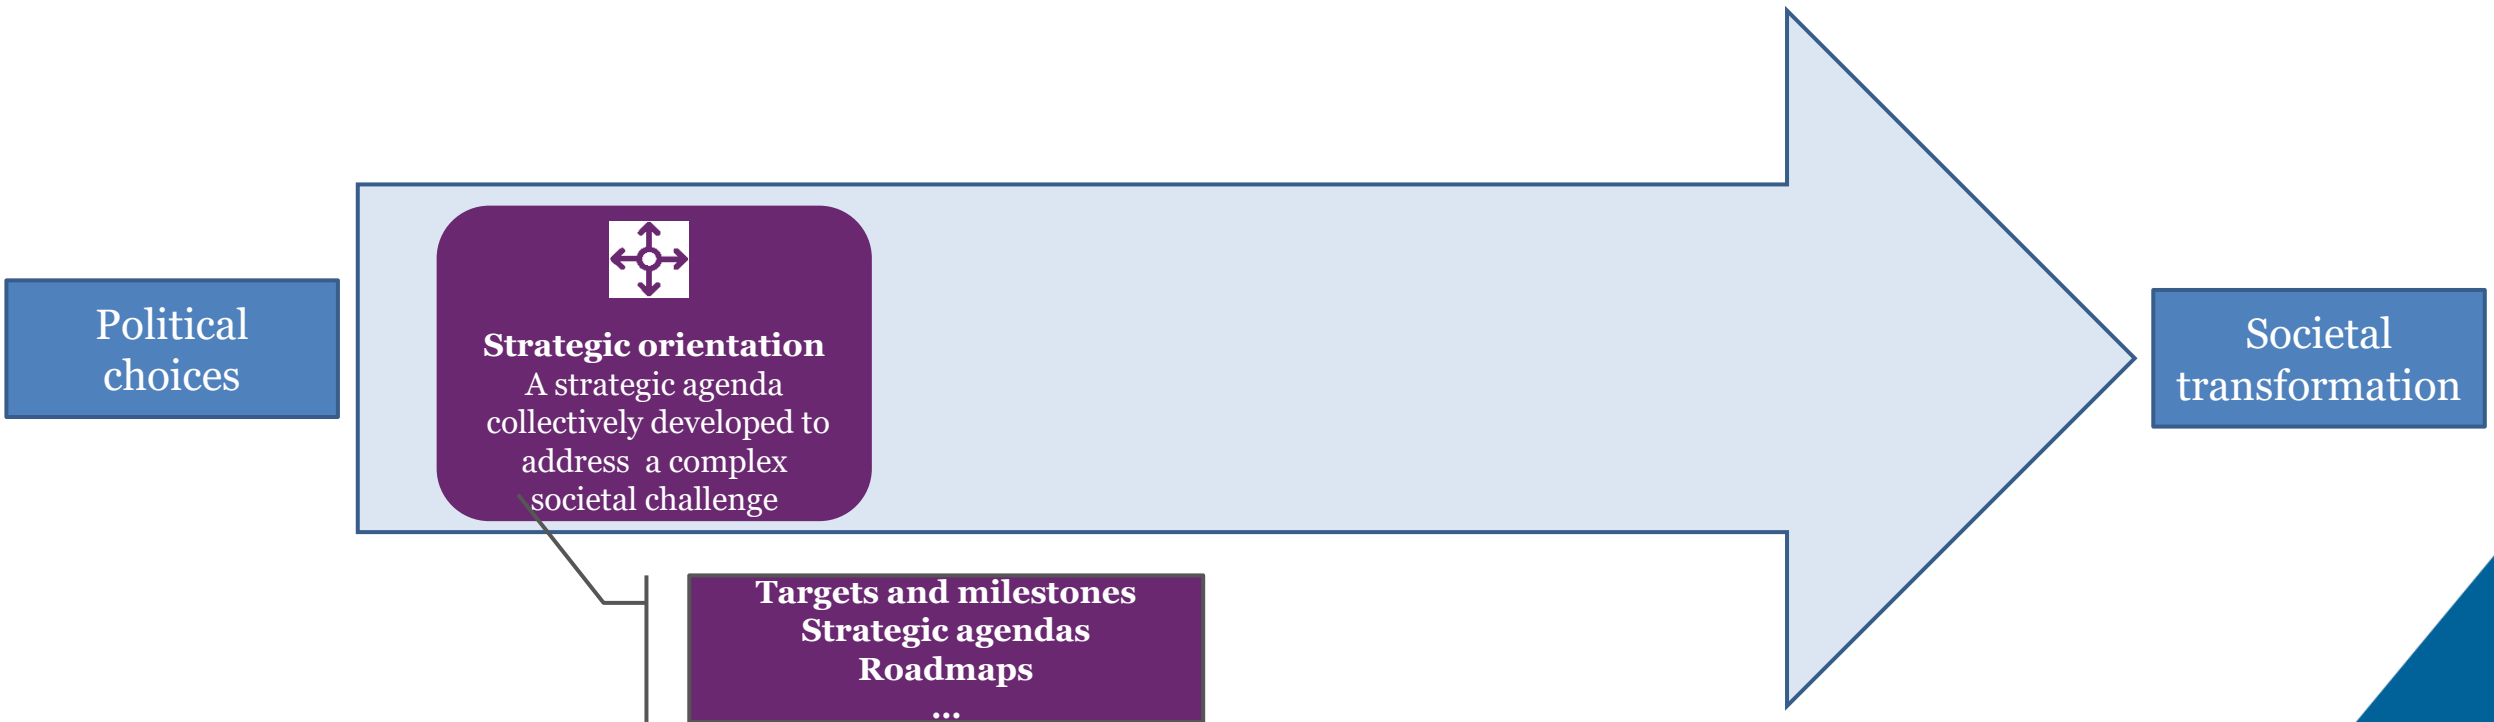 Political
choices
Strategic orientation
A strategic agenda
collectively developed to
address  a complex
societal challenge
Targets and milestones
Strategic agendas
Roadmaps
...
Societal
transformation